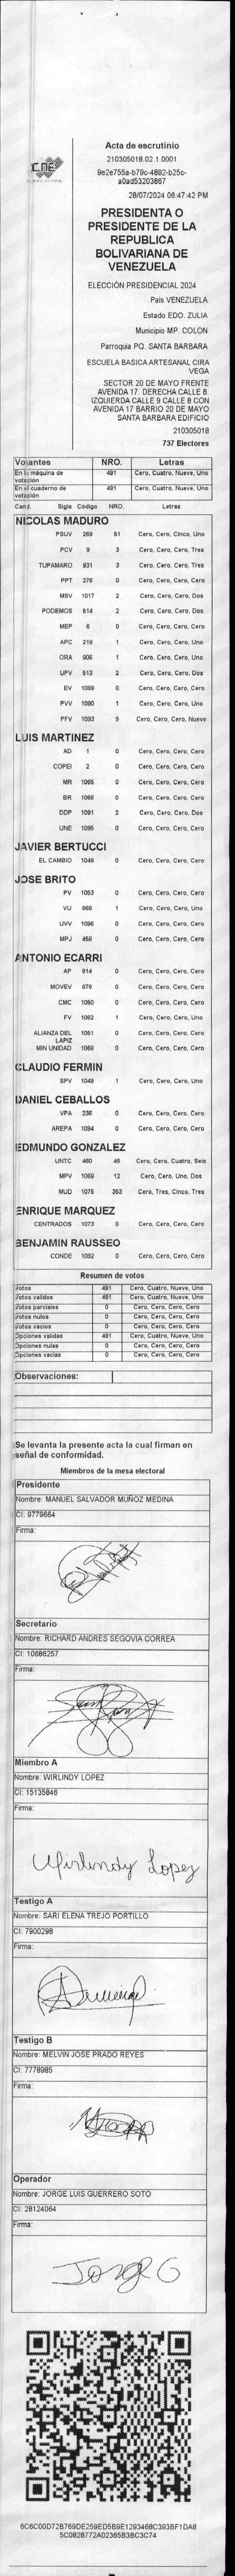 CNE
Acta de escrutinio
210305018.02.1.0001
9e2e755a-b79c-4892-b25c-
a0ad53203867
28/07/2024 06:47:42 PM
PRESIDENTA O
PRESIDENTE DE LA
REPUBLICA
BOLIVARIANA DE
VENEZUELA
ELECCIÓN PRESIDENCIAL 2024
País VENEZUELA
Estado EDO. ZULIA
Municipio MP. COLON
Parroquia PQ. SANTA BARBARA
ESCUELA BASICA ARTESANAL CIRA
VEGA
SECTOR 20 DE MAYO FRENTE
AVENIDA 17. DERECHA CALLE 8.
IZQUIERDA CALLE 9 CALLE 8 CON
AVENIDA 17 BARRIO 20 DE MAYO
SANTA BARBARA EDIFICIO
210305018
737 Electores
Votantes NRO. Letras
En la máquina de votación 491 Cero, Cuatro, Nueve, Uno
En el cuaderno de votación 491 Cero, Cuatro, Nueve, Uno
Cand. Sigla Código NRO. Letras
NICOLAS MADURO
PSUV 269 51 Cero, Cero, Cinco, Uno
PCV 9 3 Cero, Cero, Cero, Tres
TUPAMARO 931 3 Cero, Cero, Cero, Tres
PPT 276 0 Cero, Cero, Cero, Cero
MSV 1017 2 Cero, Cero, Cero, Dos
PODEMOS 514 2 Cero, Cero, Cero, Dos
MEP 6 0 Cero, Cero, Cero, Cero
APC 219 1 Cero, Cero, Cero, Uno
ORA 906 1 Cero, Cero, Cero, Uno
UPV 513 2 Cero, Cero, Cero, Dos
EV 1089 0 Cero, Cero, Cero, Cero
PVV 1090 1 Cero, Cero, Cero, Uno
PFV 1093 9 Cero, Cero, Cero, Nueve
LUIS MARTINEZ
AD 1 0 Cero, Cero, Cero, Cero
COPEI 2 0 Cero, Cero, Cero, Cero
MR 1065 0 Cero, Cero, Cero, Cero
BR 1066 0 Cero, Cero, Cero, Cero
DDP 1091 2 Cero, Cero, Cero, Dos
UNE 1095 0 Cero, Cero, Cero, Cero
JAVIER BERTUCCI
EL CAMBIO 1048 0 Cero, Cero, Cero, Cero
JOSE BRITO
PV 1053 0 Cero, Cero, Cero, Cero
VU 868 1 Cero, Cero, Cero, Uno
UVV 1096 0 Cero, Cero, Cero, Cero
MPJ 450 0 Cero, Cero, Cero, Cero
ANTONIO ECARRI
AP 914 0 Cero, Cero, Cero, Cero
MOVEV 978 0 Cero, Cero, Cero, Cero
CMC 1050 0 Cero, Cero, Cero, Cero
FV 1062 1 Cero, Cero, Cero, Uno
ALIANZA DEL LAPIZ 1051 0 Cero, Cero, Cero, Cero
MIN UNIDAD 1069 0 Cero, Cero, Cero, Cero
CLAUDIO FERMIN
SPV 1049 1 Cero, Cero, Cero, Uno
DANIEL CEBALLOS
VPA 236 0 Cero, Cero, Cero, Cero
AREPA 1094 0 Cero, Cero, Cero, Cero
EDMUNDO GONZALEZ
UNTC 460 46 Cero, Cero, Cuatro, Seis
MPV 1069 12 Cero, Cero, Uno, Dos
MUD 1075 353 Cero, Tres, Cinco, Tres
ENRIQUE MARQUEZ
CENTRADOS 1073 0 Cero, Cero, Cero, Cero
BENJAMIN RAUSSEO
CONDE 1092 0 Cero, Cero, Cero, Cero
Resumen de votos
Votos 491 Cero, Cuatro, Nueve, Uno
Votos validos 491 Cero, Cuatro, Nueve, Uno
Votos parciales 0 Cero, Cero, Cero, Cero
Votos nulos 0 Cero, Cero, Cero, Cero
Votos vacios 0 Cero, Cero, Cero, Cero
Opciones validas 491 Cero, Cuatro, Nueve, Uno
Opciones nulas 0 Cero, Cero, Cero, Cero
Opciones vacias 0 Cero, Cero, Cero, Cero
Observaciones:
Se levanta la presente acta la cual firman en
señal de conformidad.
Miembros de la mesa electoral
Presidente
Nombre: MANUEL SALVADOR MUÑOZ MEDINA
CI: 9779664
Firma:
Secretario
Nombre: RICHARD ANDRES SEGOVIA CORREA
CI: 10686257
Firma:
Miembro A
Nombre: WIRLINDY LOPEZ
CI: 15135846
Firma:
Wirlindy López
Testigo A
Nombre: SARI ELENA TREJO PORTILLO
CI: 7900298
Firma:
Testigo B
Nombre: MELVIN JOSE PRADO REYES
CI: 7778985
Firma:
Operador
Nombre: JORGE LUIS GUERRERO SOTO
CI: 28124064
Firma:
Jorge G
6C6C00D72B769DE259ED5B9E1293468C393BF1DA8
5C0828772A02365B3BC3C74